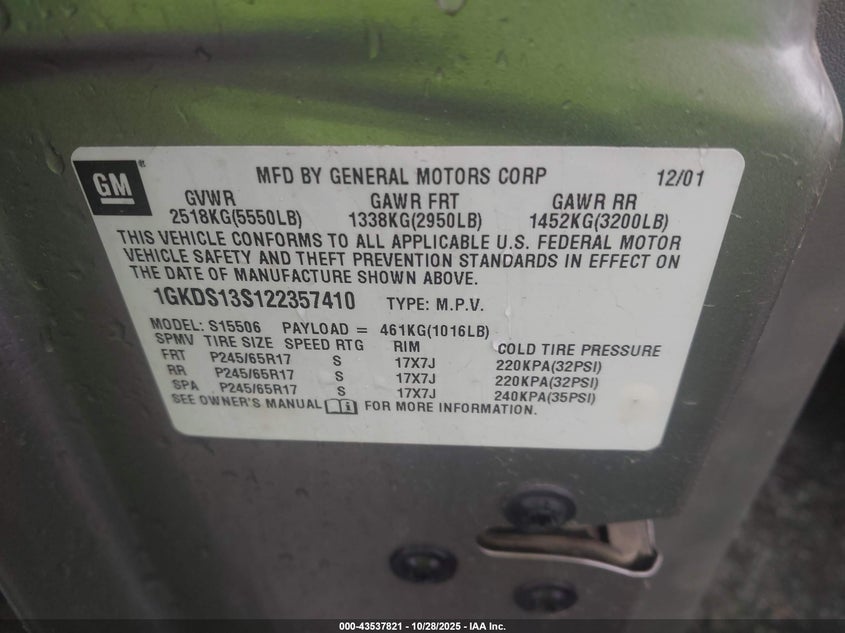 GM®
MFD BY GENERAL MOTORS CORP 12/01
GVWR GAWR FRT GAWR RR
2518KG(5550LB) 1338KG(2950LB) 1452KG(3200LB)
THIS VEHICLE CONFORMS TO ALL APPLICABLE U.S. FEDERAL MOTOR
VEHICLE SAFETY AND THEFT PREVENTION STANDARDS IN EFFECT ON
THE DATE OF MANUFACTURE SHOWN ABOVE.
1GKDS13S122357410 TYPE: M.P.V.
MODEL: S15506 PAYLOAD = 461KG(1016LB)
SPMV TIRE SIZE SPEED RTG RIM COLD TIRE PRESSURE
FRT P245/65R17 S 17X7J 220KPA(32PSI)
RR P245/65R17 S 17X7J 220KPA(32PSI)
SPA P245/65R17 S 17X7J 240KPA(35PSI)
SEE OWNER'S MANUAL FOR MORE INFORMATION.
000-43537821 | 10/28/2025 - IAA Inc.